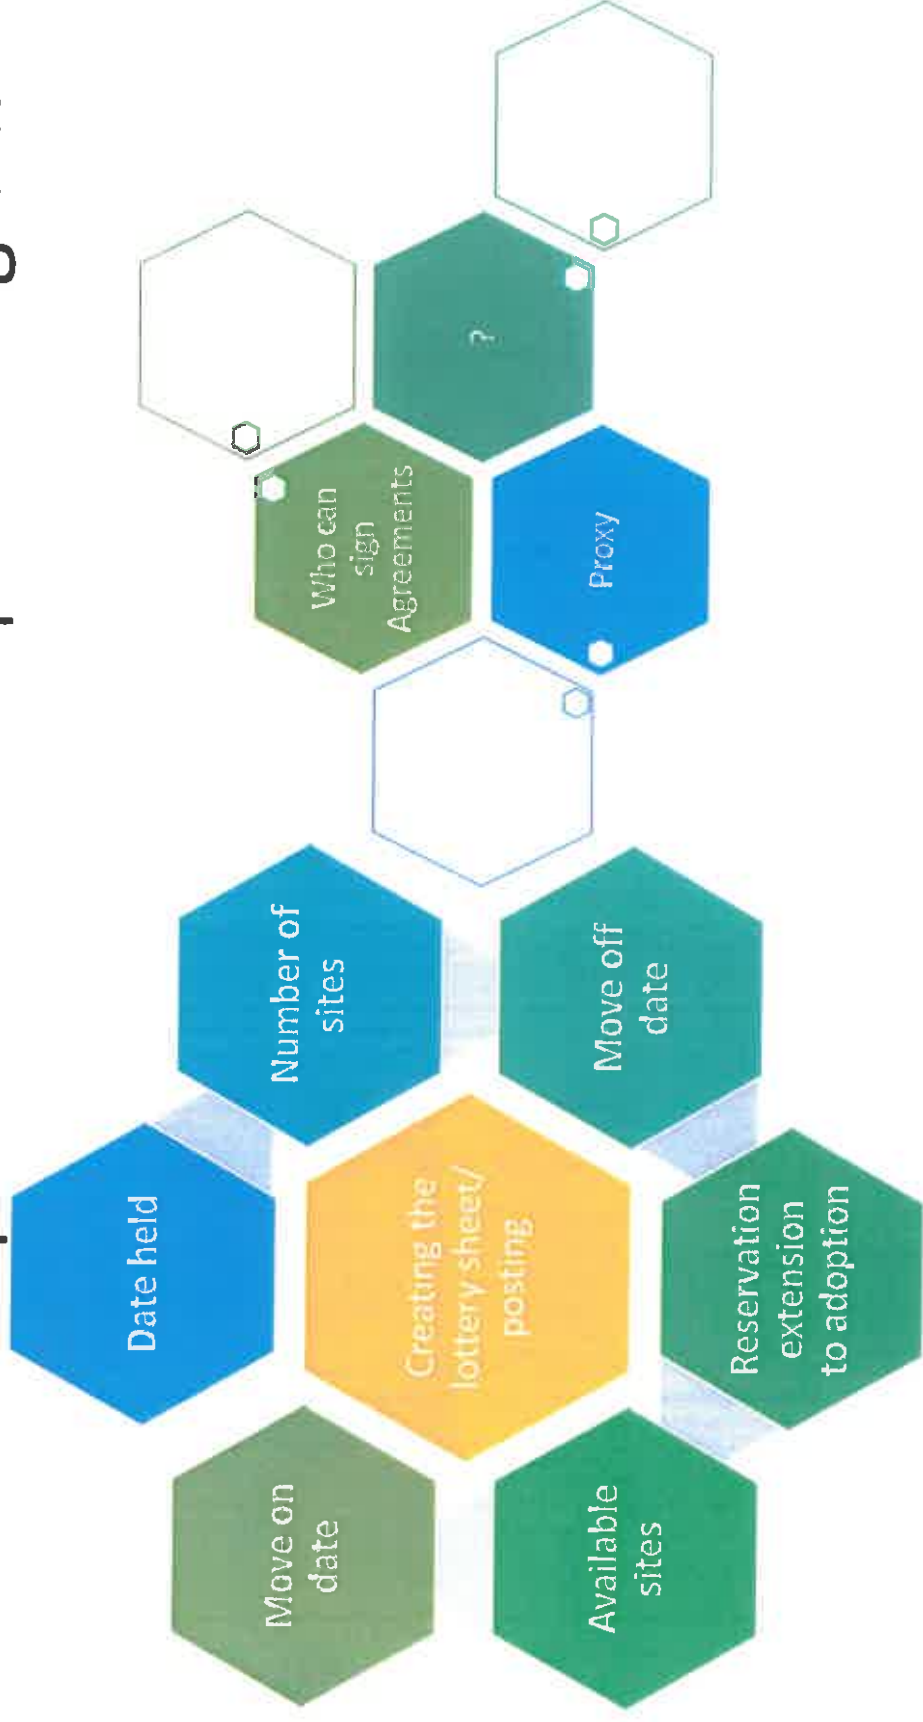 Date held
Move on
date
Number of
sites
Creating the
lottery sheet/
posting
Available
sites
Move off
date
Reservation
extension
to adoption
Who can
sign
Agreements
?
Proxy